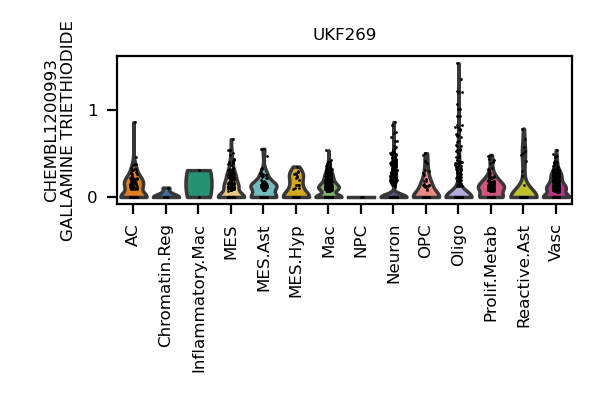 UKF269
CHEMBL1200993
GALLAMINE TRIETHIODIDE
1
0
AC
Chromatin.Reg
Inflammatory.Mac
MES
MES.Ast
MES.Hyp
Mac
NPC
Neuron
OPC
Oligo
Prolif.Metab
Reactive.Ast
Vasc